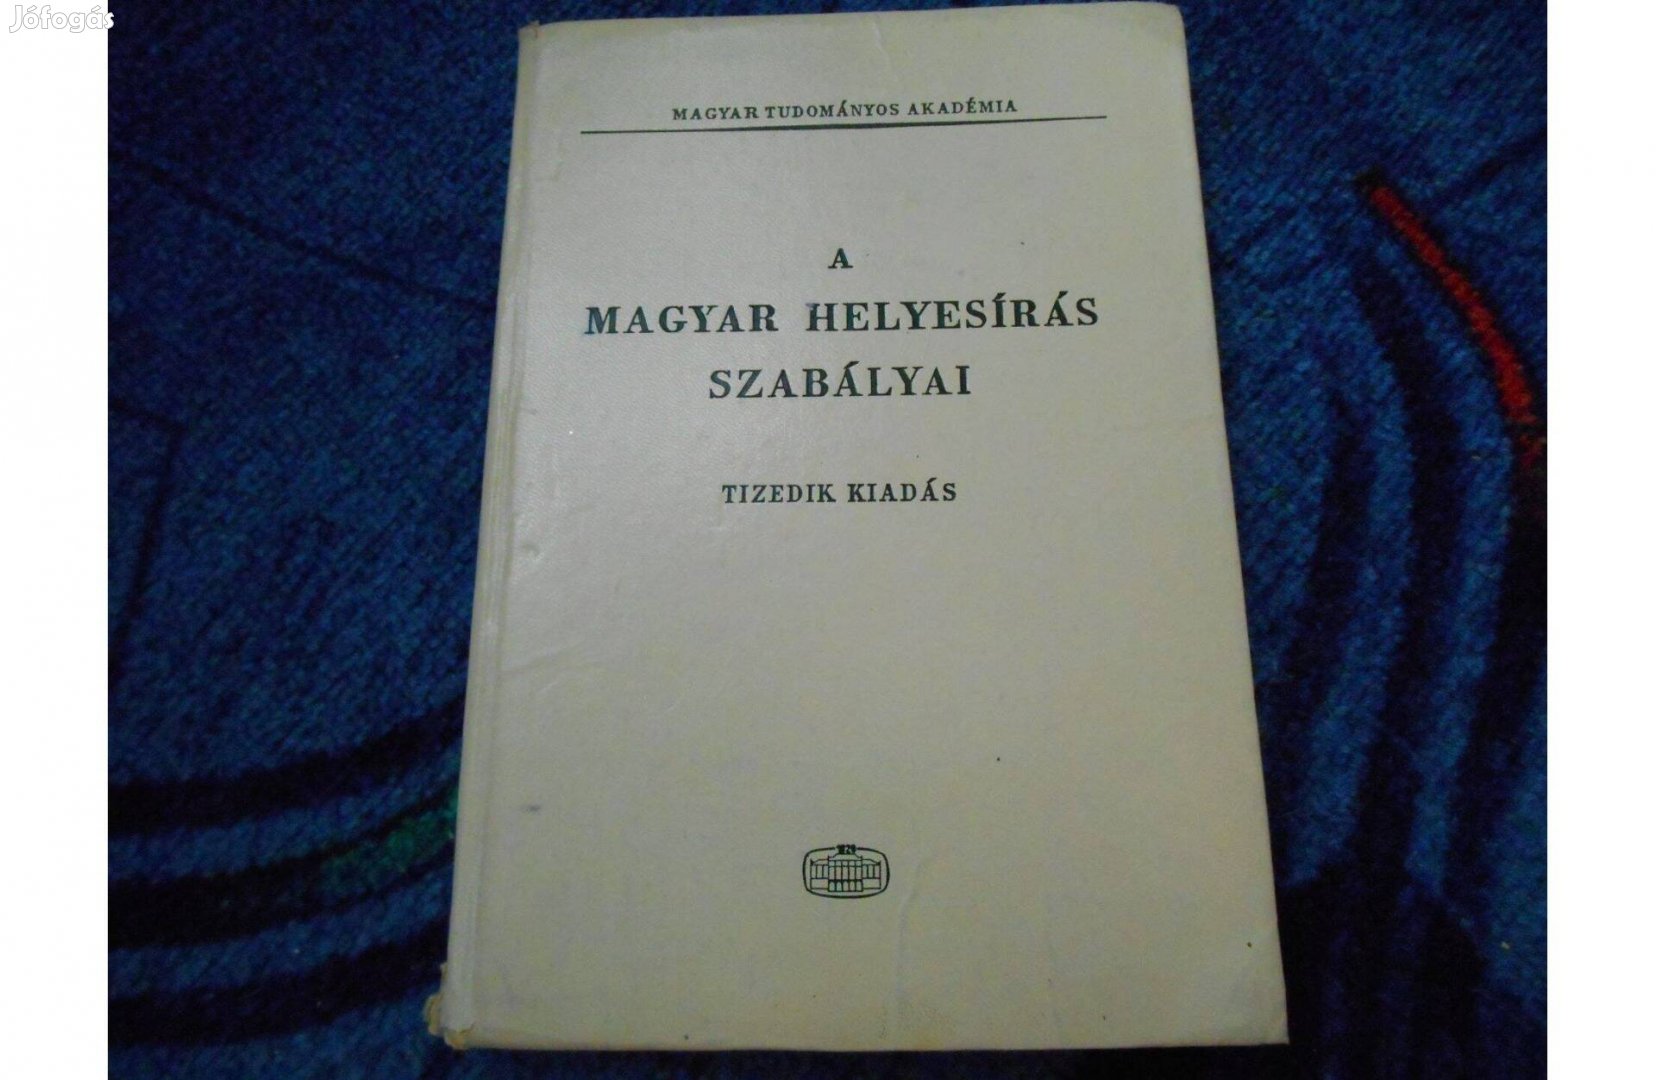 Jófogás
MAGYAR TUDOMÁNYOS AKADÉMIA
A
MAGYAR HELYESÍRÁS
SZABÁLYAI
TIZEDIK KIADÁS